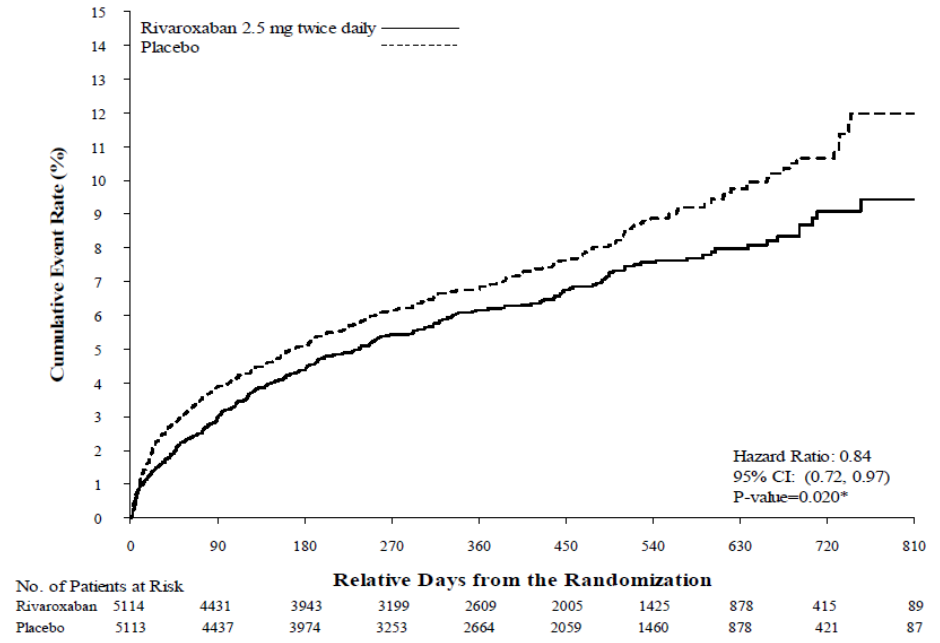 15
14
13
12
11
10
9
8
7
6
5
4
3
2
1
0
Cumulative Event Rate (%)
Rivaroxaban 2.5 mg twice daily
Placebo
Hazard Ratio: 0.84
95% CI: (0.72, 0.97)
P-value=0.020*
0 90 180 270 360 450 540 630 720 810
Relative Days from the Randomization
No. of Patients at Risk
Rivaroxaban 5114 4431 3943 3199 2609 2005 1425 878 415 89
Placebo 5113 4437 3974 3253 2664 2059 1460 878 421 87